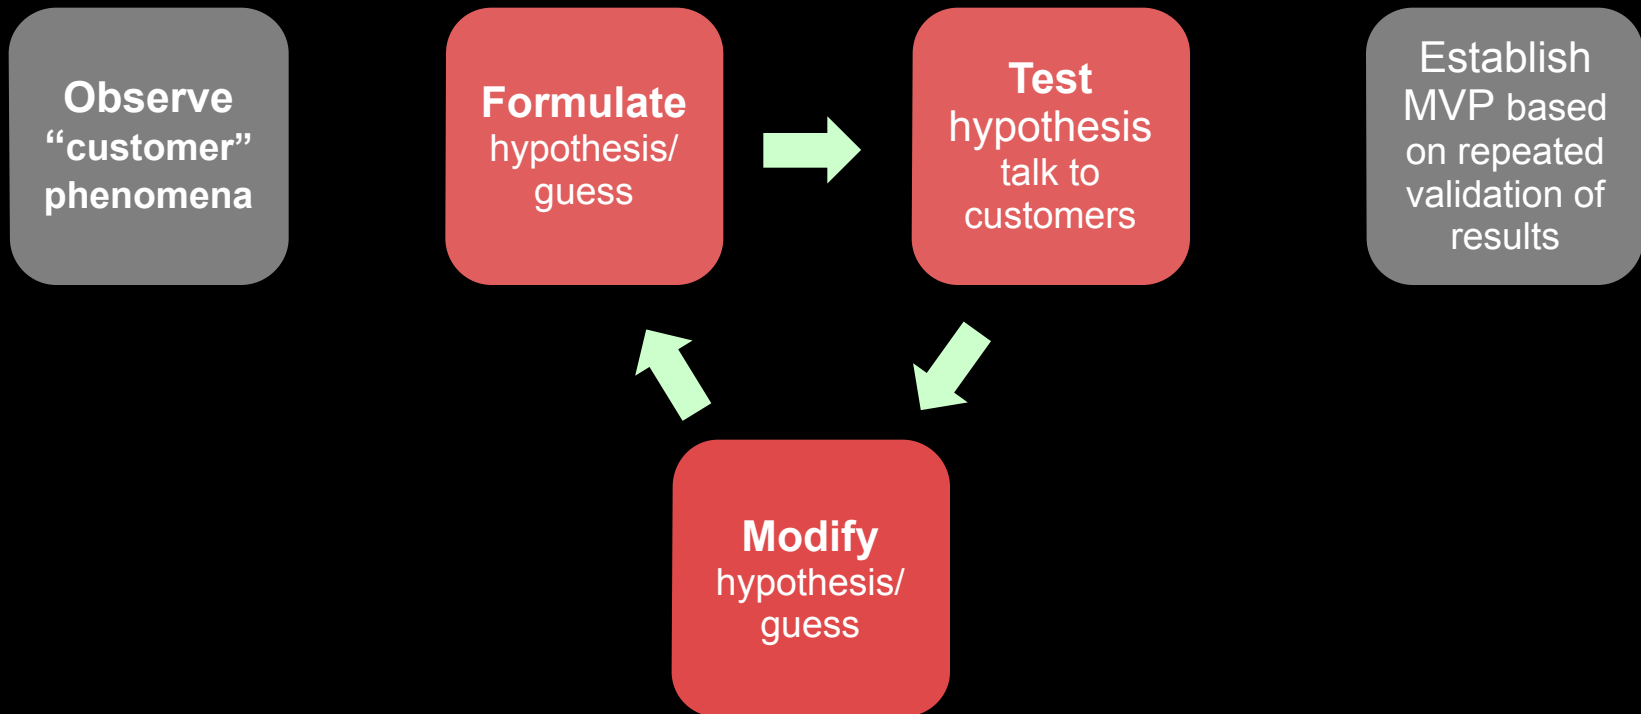 Observe
“customer”
phenomena
Formulate
hypothesis/
guess
Test
hypothesis
talk to
customers
Establish
MVP based
on repeated
validation of
results
Modify
hypothesis/
guess